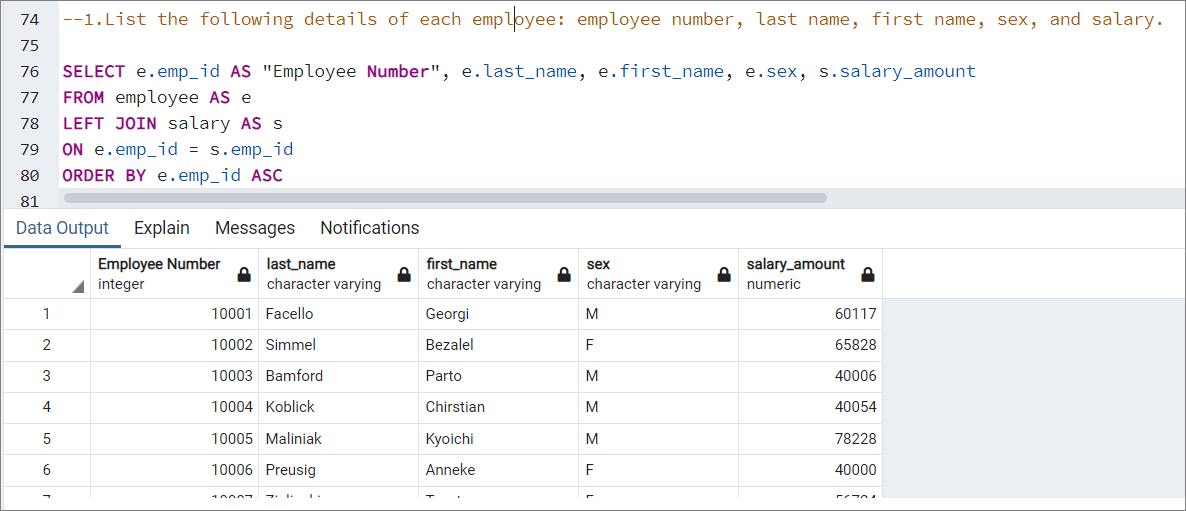 74 --1.List the following details of each employee: employee number, last name, first name, sex, and salary.
75
76 SELECT e.emp_id AS "Employee Number", e.last_name, e.first_name, e.sex, s.salary_amount
77 FROM employee AS e
78 LEFT JOIN salary AS s
79 ON e.emp_id = s.emp_id
80 ORDER BY e.emp_id ASC
81
Data Output Explain Messages Notifications
Employee Number last_name first_name sex salary_amount
integer character varying character varying character varying numeric
1 10001 Facello Georgi M 60117
2 10002 Simmel Bezalel F 65828
3 10003 Bamford Parto M 40006
4 10004 Koblick Chirstian M 40054
5 10005 Maliniak Kyoichi M 78228
6 10006 Preusig Anneke F 40000